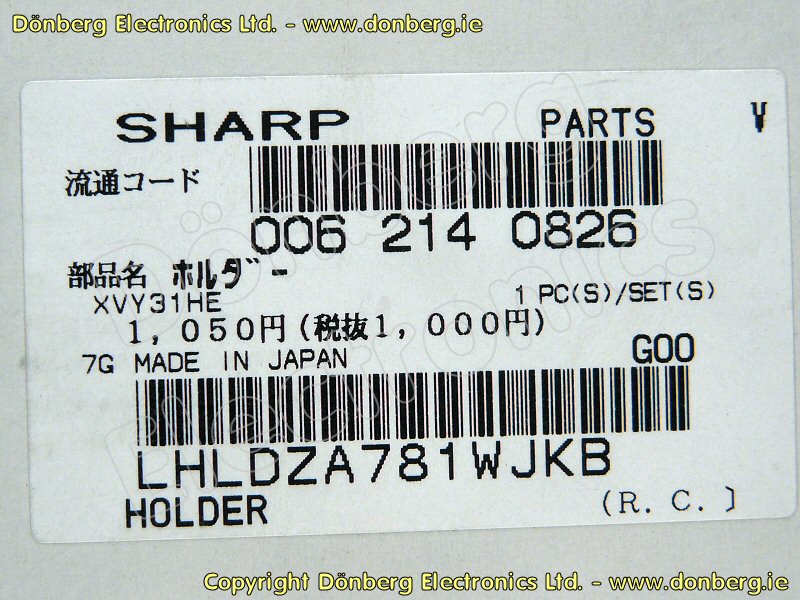 Dönberg Electronics Ltd. - www.donberg.ie
SHARP PARTS V
流通コード
006 214 0826
部品名 ホルダー
XVY31HE 1 PC(S)/SET(S)
1,050円(税抜1,000円)
7G MADE IN JAPAN G00
LHLDZA781WJKB
HOLDER (R.C.)
Dönberg Electronics
Copyright Dönberg Electronics Ltd. - www.donberg.ie